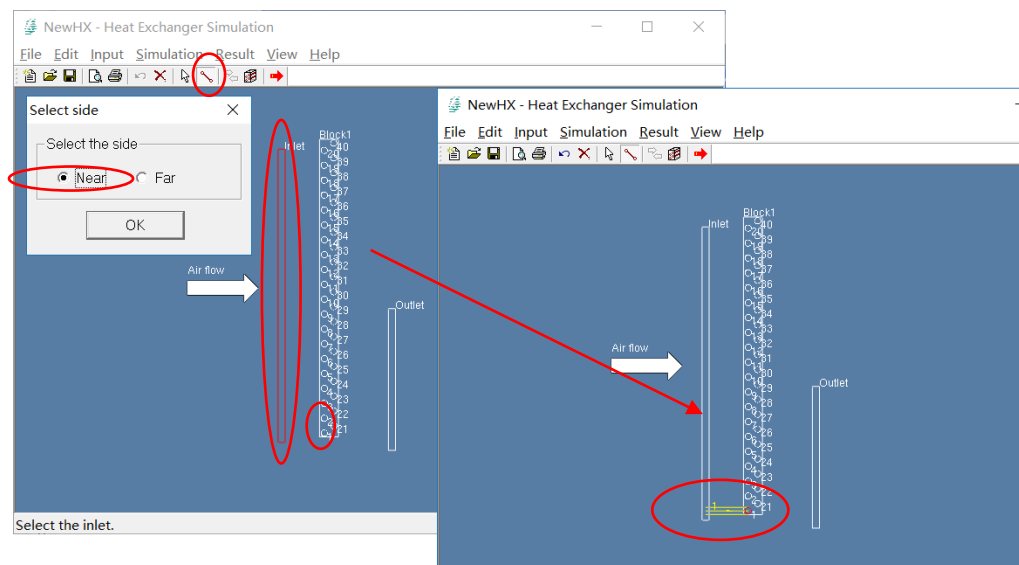 NewHX - Heat Exchanger Simulation
File Edit Input Simulation Result View Help
Select side
Select the side
Near
Far
OK
Inlet
Block1
40
39
38
37
36
35
34
33
32
31
30
29
28
27
26
25
24
23
22
21
Air flow
Outlet
Select the inlet.
NewHX - Heat Exchanger Simulation
File Edit Input Simulation Result View Help
Inlet
Block1
40
39
38
37
36
35
34
33
32
31
30
29
28
27
26
25
24
23
22
21
1
1
Air flow
Outlet